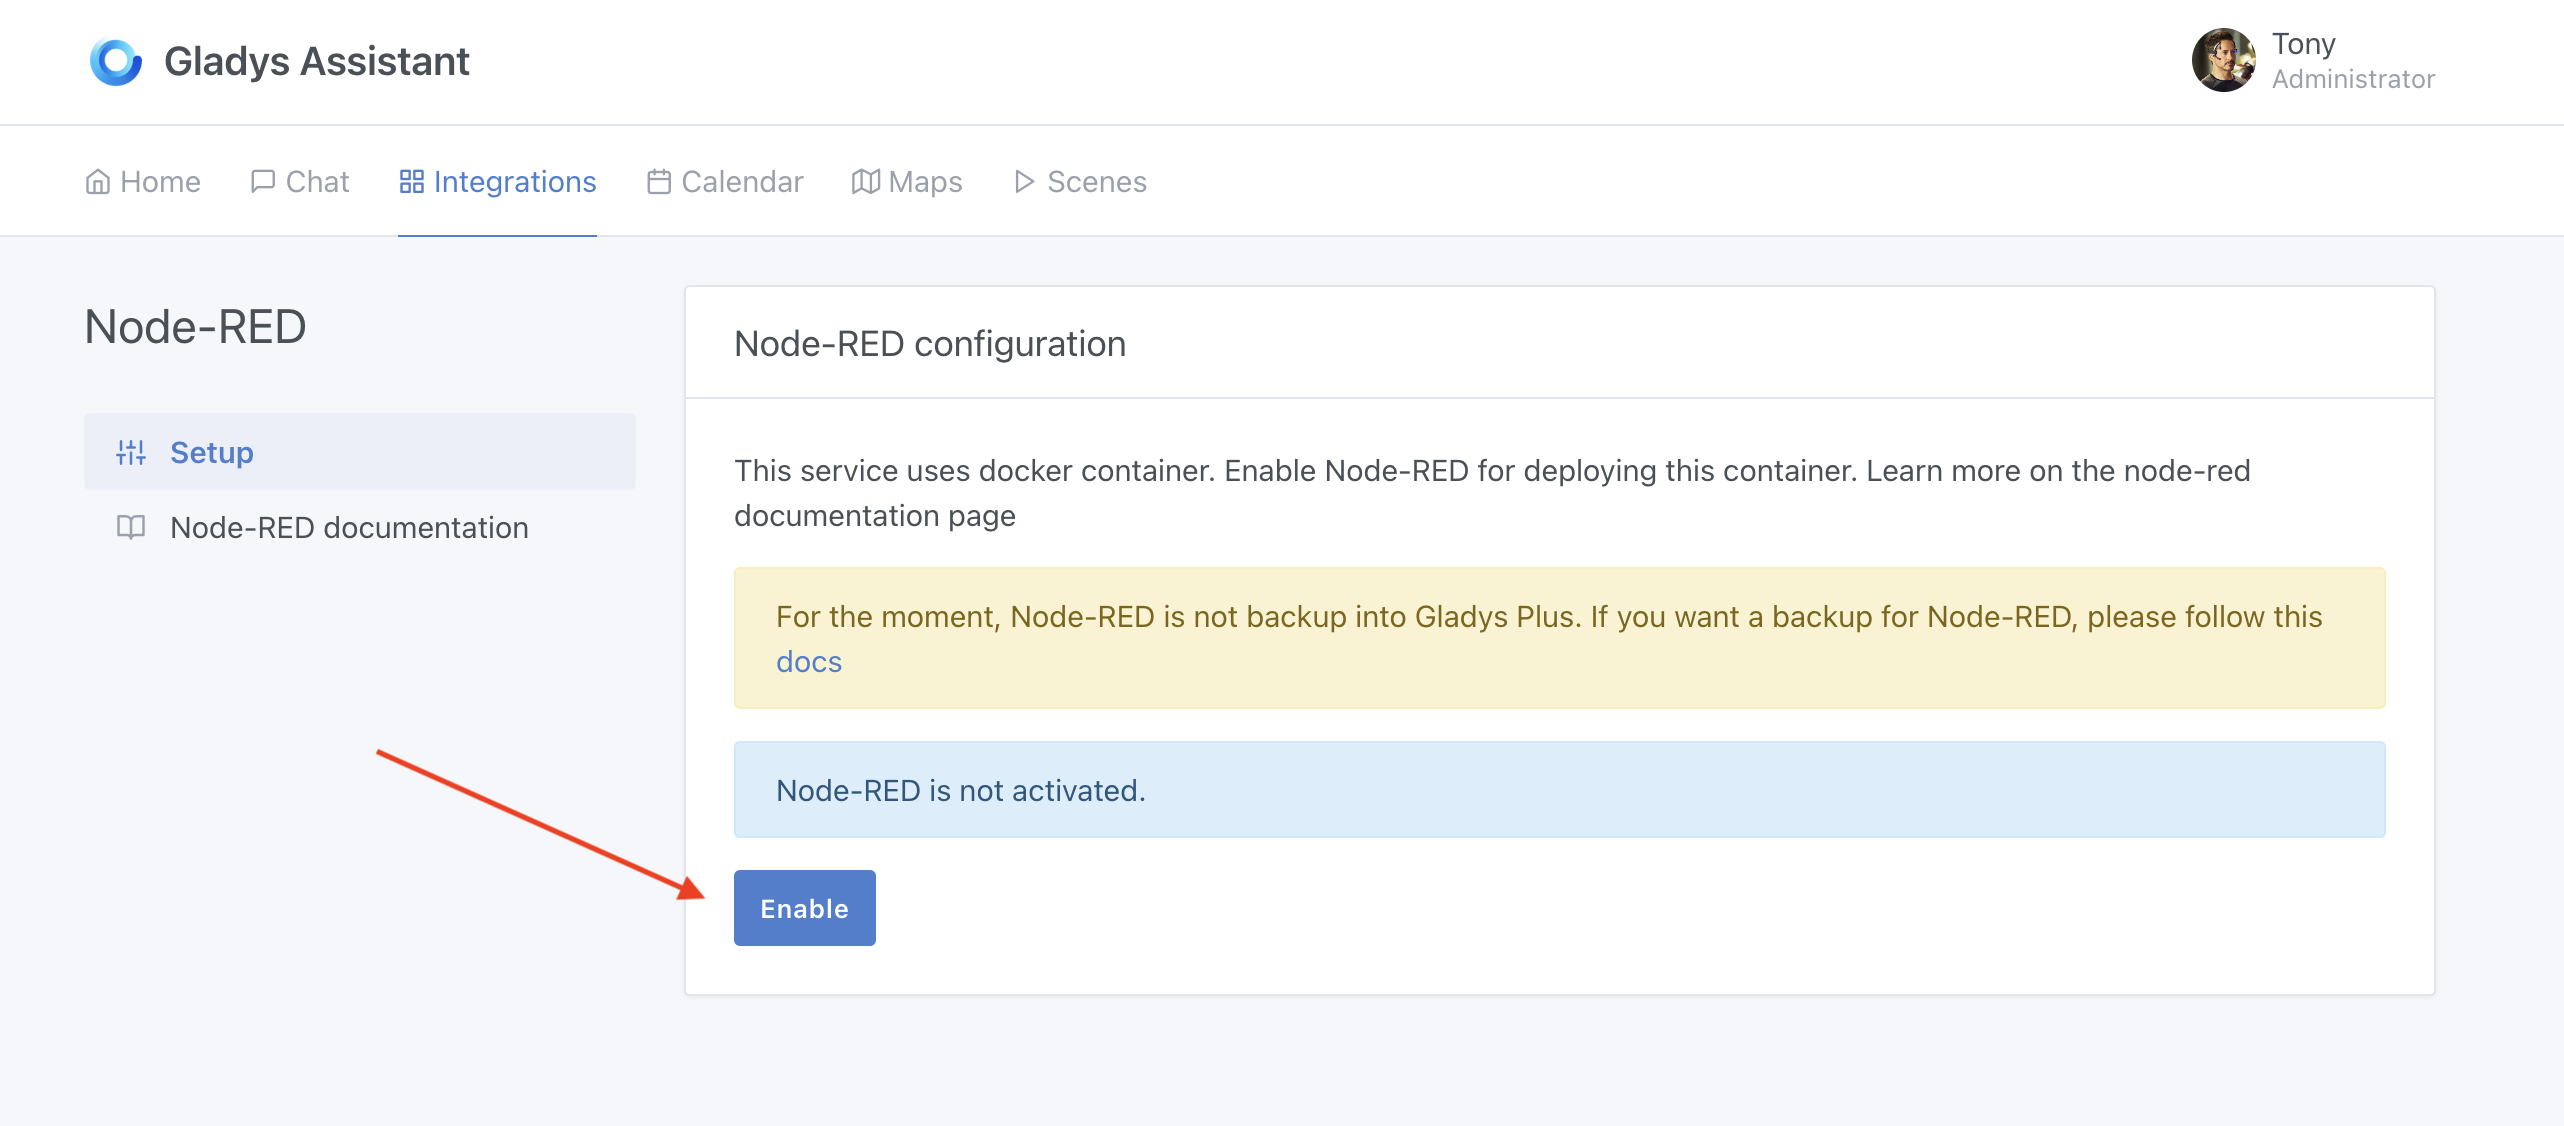 Gladys Assistant
Tony
Administrator
Home Chat Integrations Calendar Maps Scenes
Node-RED
Setup
Node-RED documentation
Node-RED configuration
This service uses docker container. Enable Node-RED for deploying this container. Learn more on the node-red
documentation page
For the moment, Node-RED is not backup into Gladys Plus. If you want a backup for Node-RED, please follow this
docs
Node-RED is not activated.
Enable